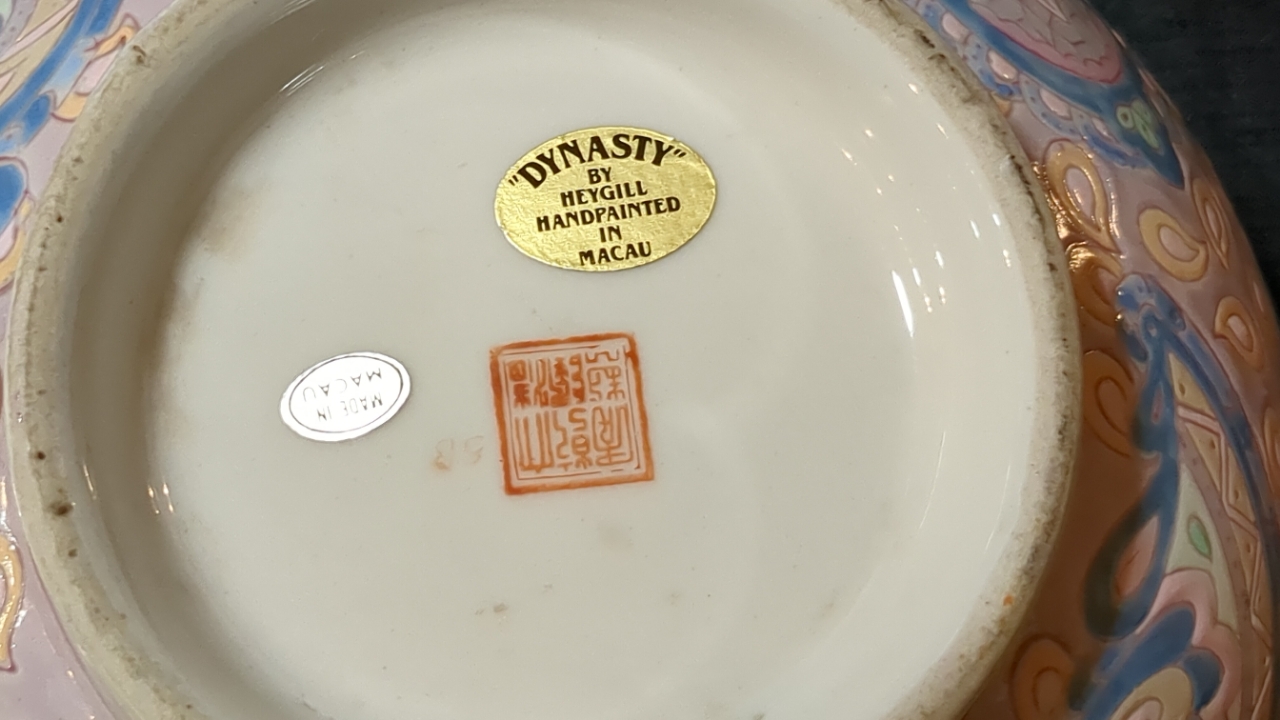 "DYNASTY"
BY
HEYGILL
HANDPAINTED
IN
MACAU
MADE IN
MACAU